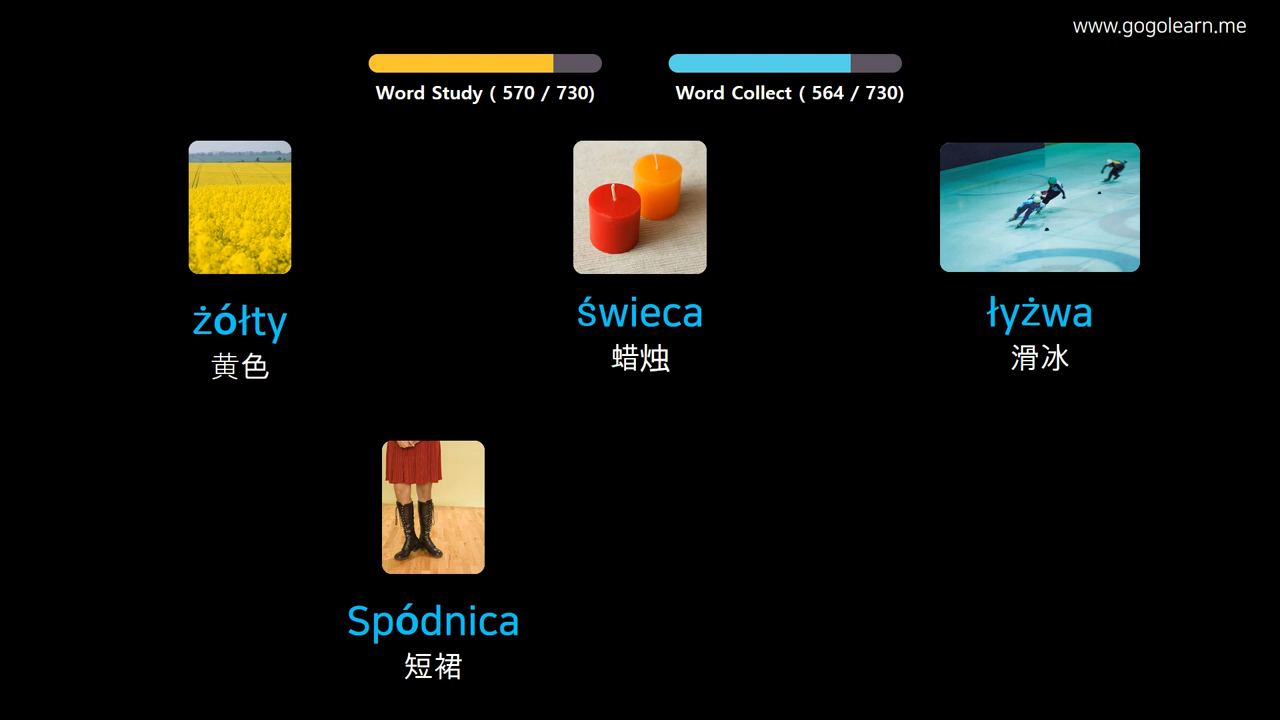 www.gogolearn.me
Word Study ( 570 / 730)
Word Collect ( 564 / 730)
żółty
黄色
świeca
蜡烛
łyżwa
滑冰
Spódnica
短裙